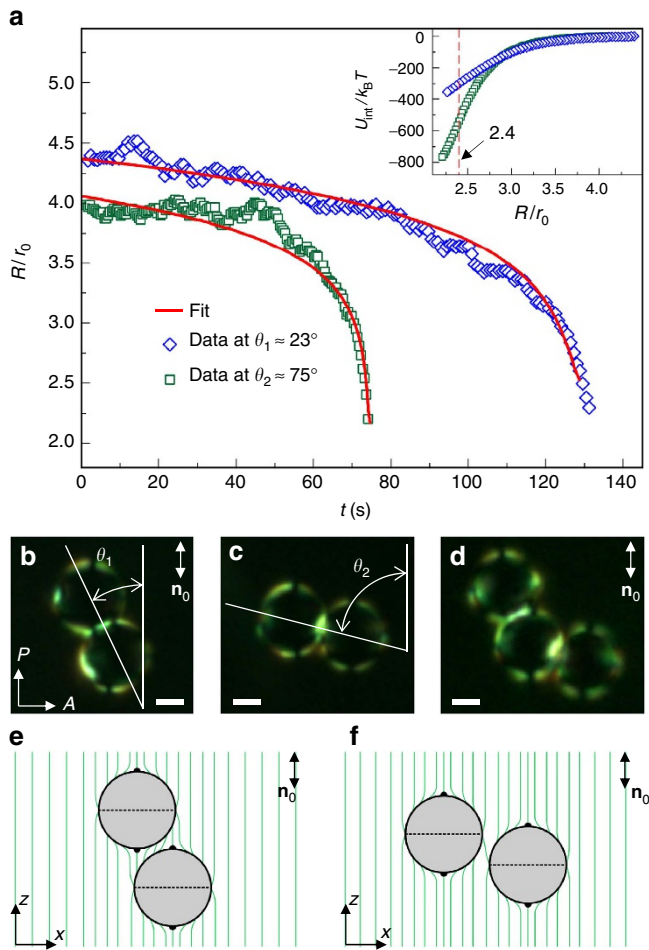 a
5.0
4.5
4.0
3.5
3.0
2.5
2.0
R/r0
0 20 40 60 80 100 120 140
t (s)
Fit
Data at θ1 ≈ 23°
Data at θ2 ≈ 75°
0
−200
−400
−600
−800
Uint/kBT
2.4
2.5 3.0 3.5 4.0
R/r0
b θ1 n0
P
A
c θ2
d n0
e n0
z
x
f n0
z
x